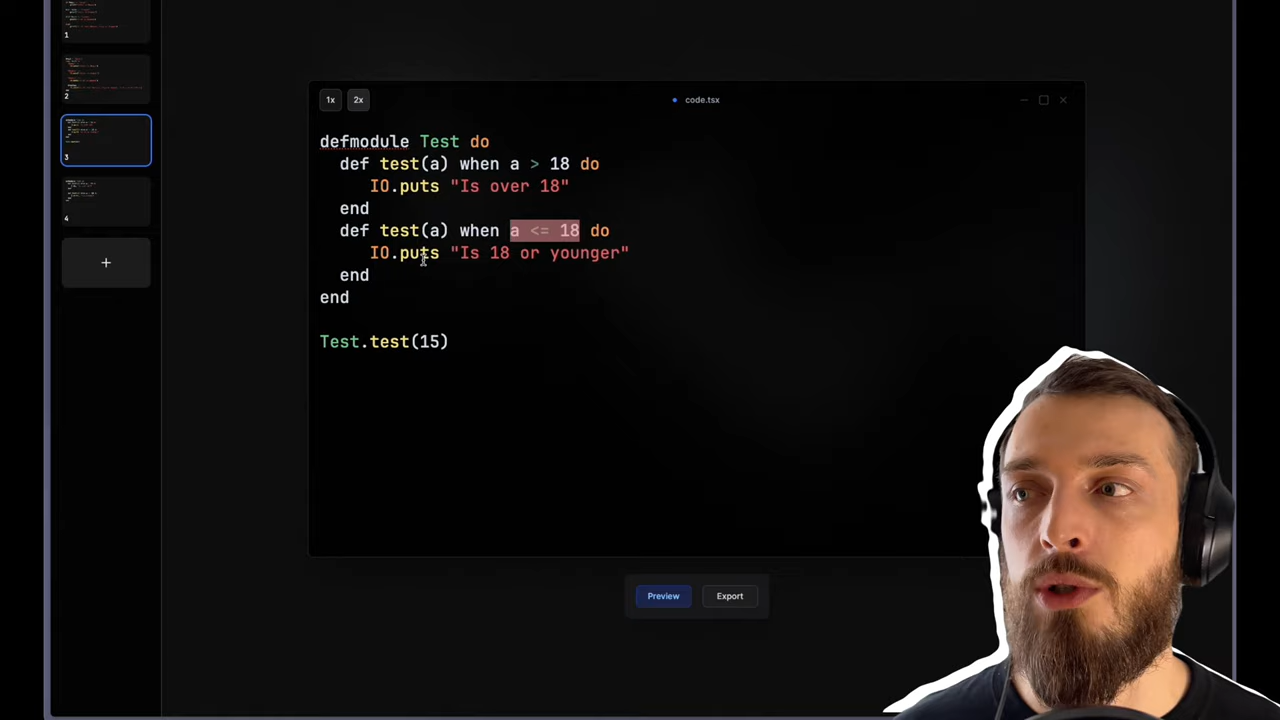 1x 2x code.tsx
defmodule Test do
def test(a) when a > 18 do
IO.puts "Is over 18"
end
def test(a) when a <= 18 do
IO.puts "Is 18 or younger"
end
end
Test.test(15)
1
2
3
4
+
Preview Export